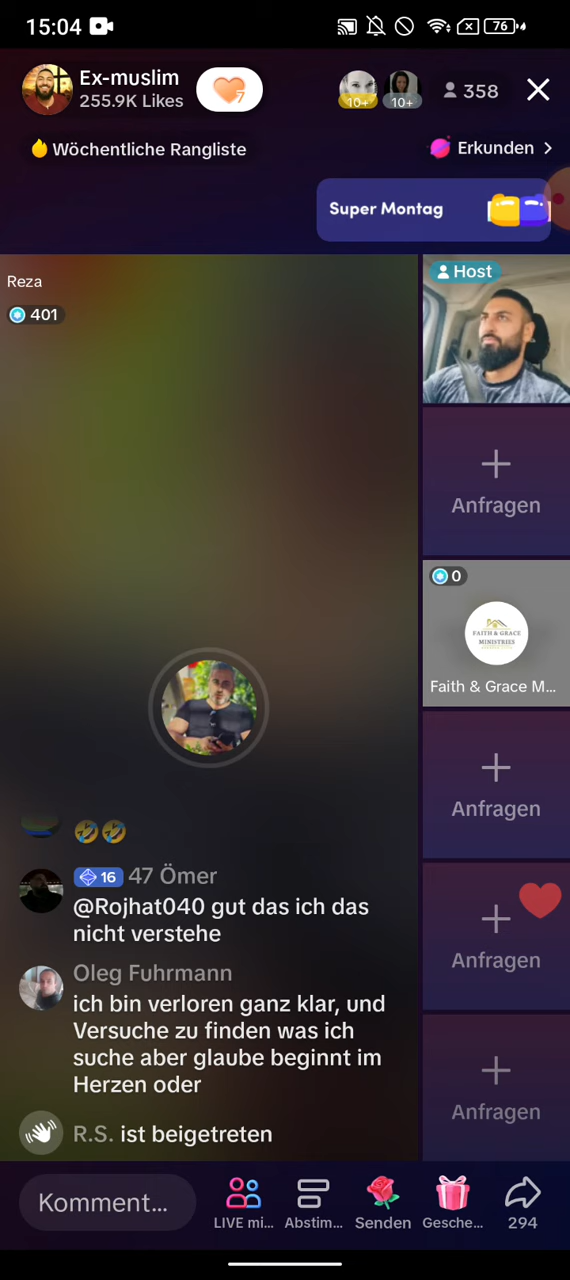 15:04
76
Ex-muslim
255.9K Likes
7
10+
10+
358
Wöchentliche Rangliste
Erkunden
Super Montag
Reza
401
Host
Anfragen
0
FAITH & GRACE
MINISTRIES
Faith & Grace M...
Anfragen
Anfragen
Anfragen
16 47 Ömer
@Rojhat040 gut das ich das
nicht verstehe
Oleg Fuhrmann
ich bin verloren ganz klar, und
Versuche zu finden was ich
suche aber glaube beginnt im
Herzen oder
R.S. ist beigetreten
Komment...
LIVE mi...
Abstim...
Senden
Gesche...
294